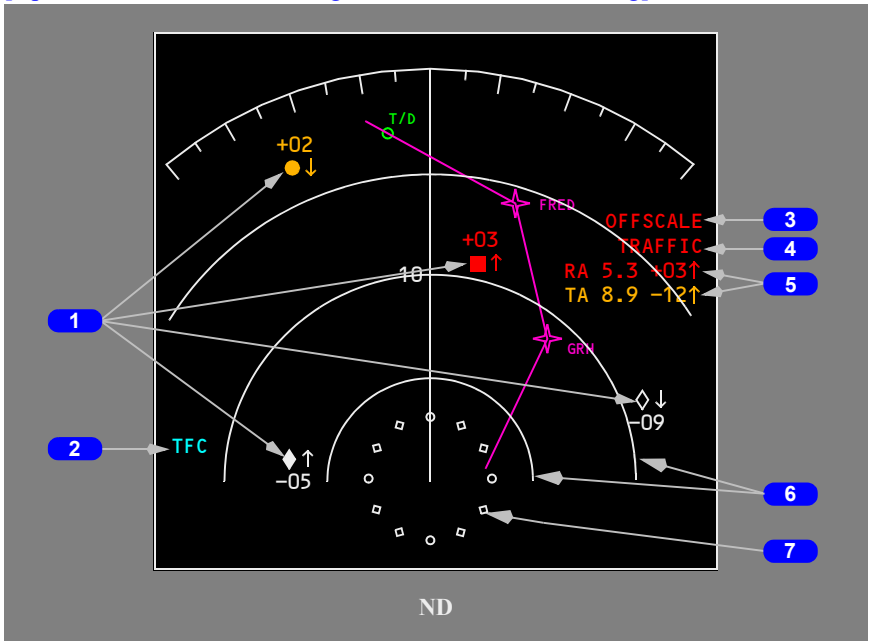 T/D
+02
↓
FRED
OFFSCALE
3
+03
↑
TRAFFIC
4
10
RA 5.3 +03↑
TA 8.9 -12↑
5
1
GRH
↓
-09
2
TFC
↑
-05
6
7
ND